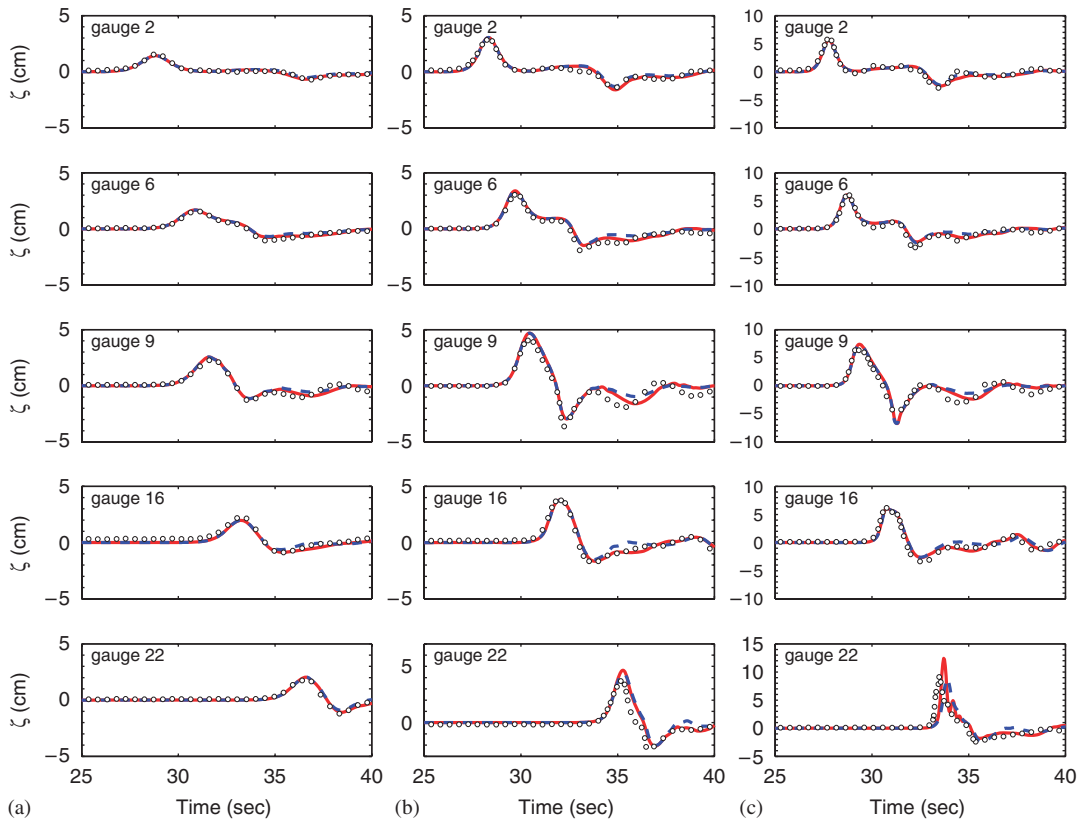 5 5 10
gauge 2 gauge 2 gauge 2
5
ζ (cm) 0 0 0
−5
−5 −5 −10
5 5 10
gauge 6 gauge 6 gauge 6
5
ζ (cm) 0 0 0
−5
−5 −5 −10
5 5 10
gauge 9 gauge 9 gauge 9
5
ζ (cm) 0 0 0
−5
−5 −5 −10
5 5 10
gauge 16 gauge 16 gauge 16
5
ζ (cm) 0 0 0
−5
−5 −5 −10
5 15
gauge 22 gauge 22 gauge 22
5 10
5
ζ (cm) 0 0 0
−5 −5
25 30 35 40 25 30 35 40 25 30 35 40
(a) Time (sec) (b) Time (sec) (c) Time (sec)